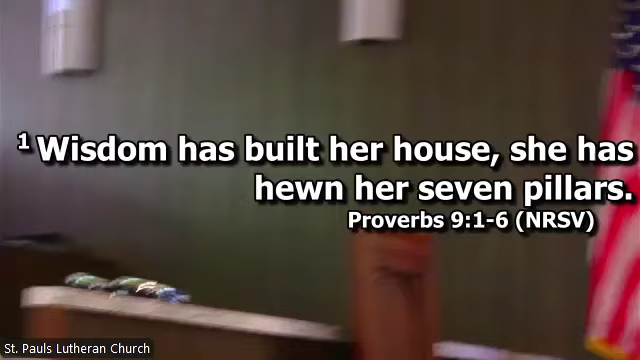 1 Wisdom has built her house, she has
hewn her seven pillars.
Proverbs 9:1-6 (NRSV)
St. Pauls Lutheran Church